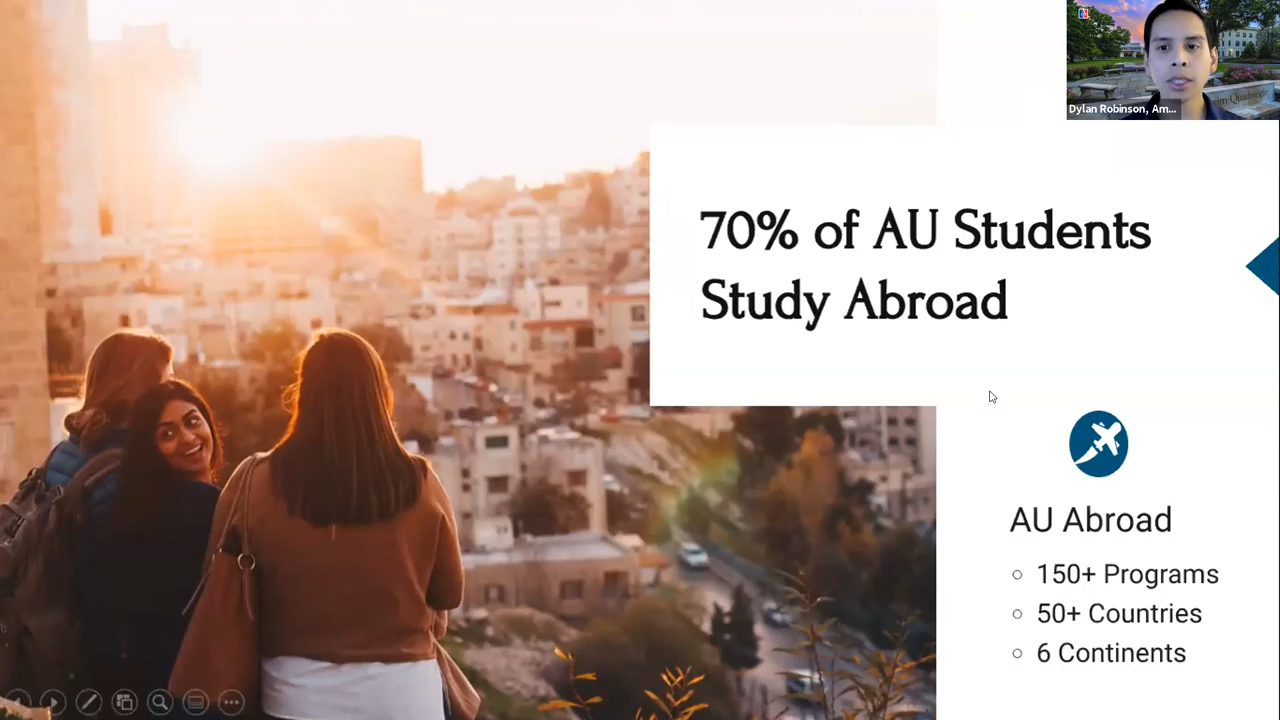 Dylan Robinson, Am...
70% of AU Students
Study Abroad
AU Abroad
150+ Programs
50+ Countries
6 Continents